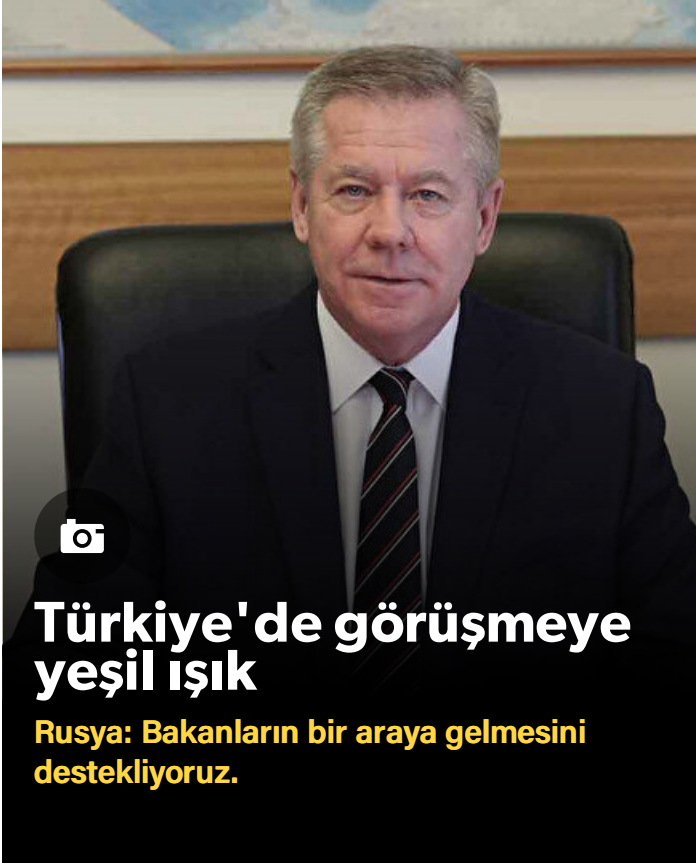 Türkiye'de görüşmeye
yeşil ışık
Rusya: Bakanların bir araya gelmesini
destekliyoruz.